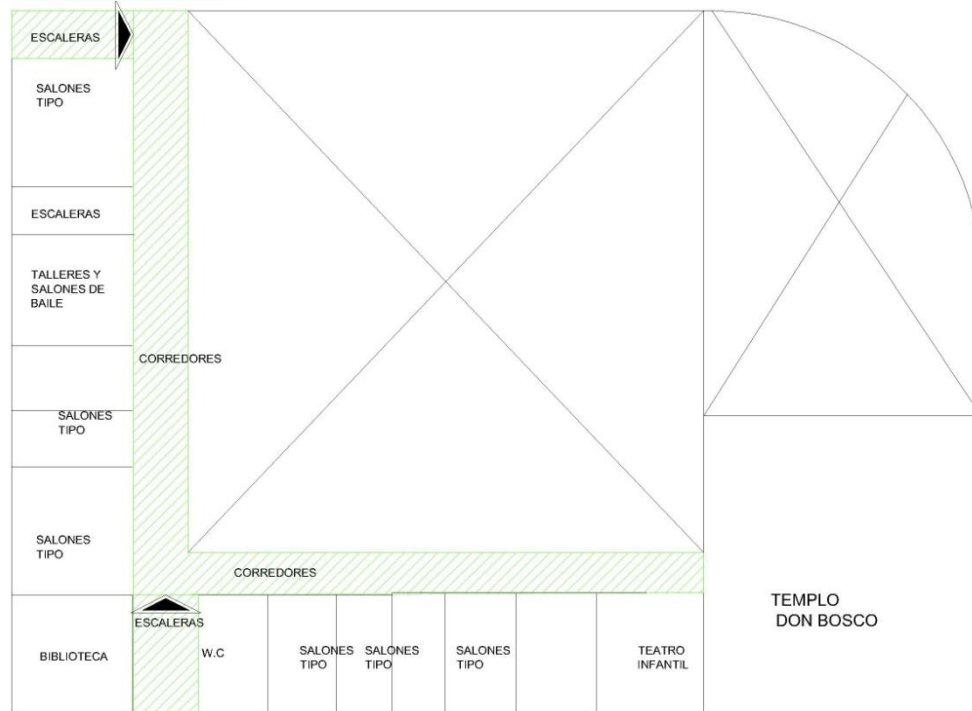 ESCALERAS
SALONES
TIPO
ESCALERAS
TALLERES Y
SALONES DE
BAILE
CORREDORES
SALONES
TIPO
SALONES
TIPO
CORREDORES
ESCALERAS
BIBLIOTECA
W.C
SALONES
TIPO
SALONES
TIPO
SALONES
TIPO
TEATRO
INFANTIL
TEMPLO
DON BOSCO